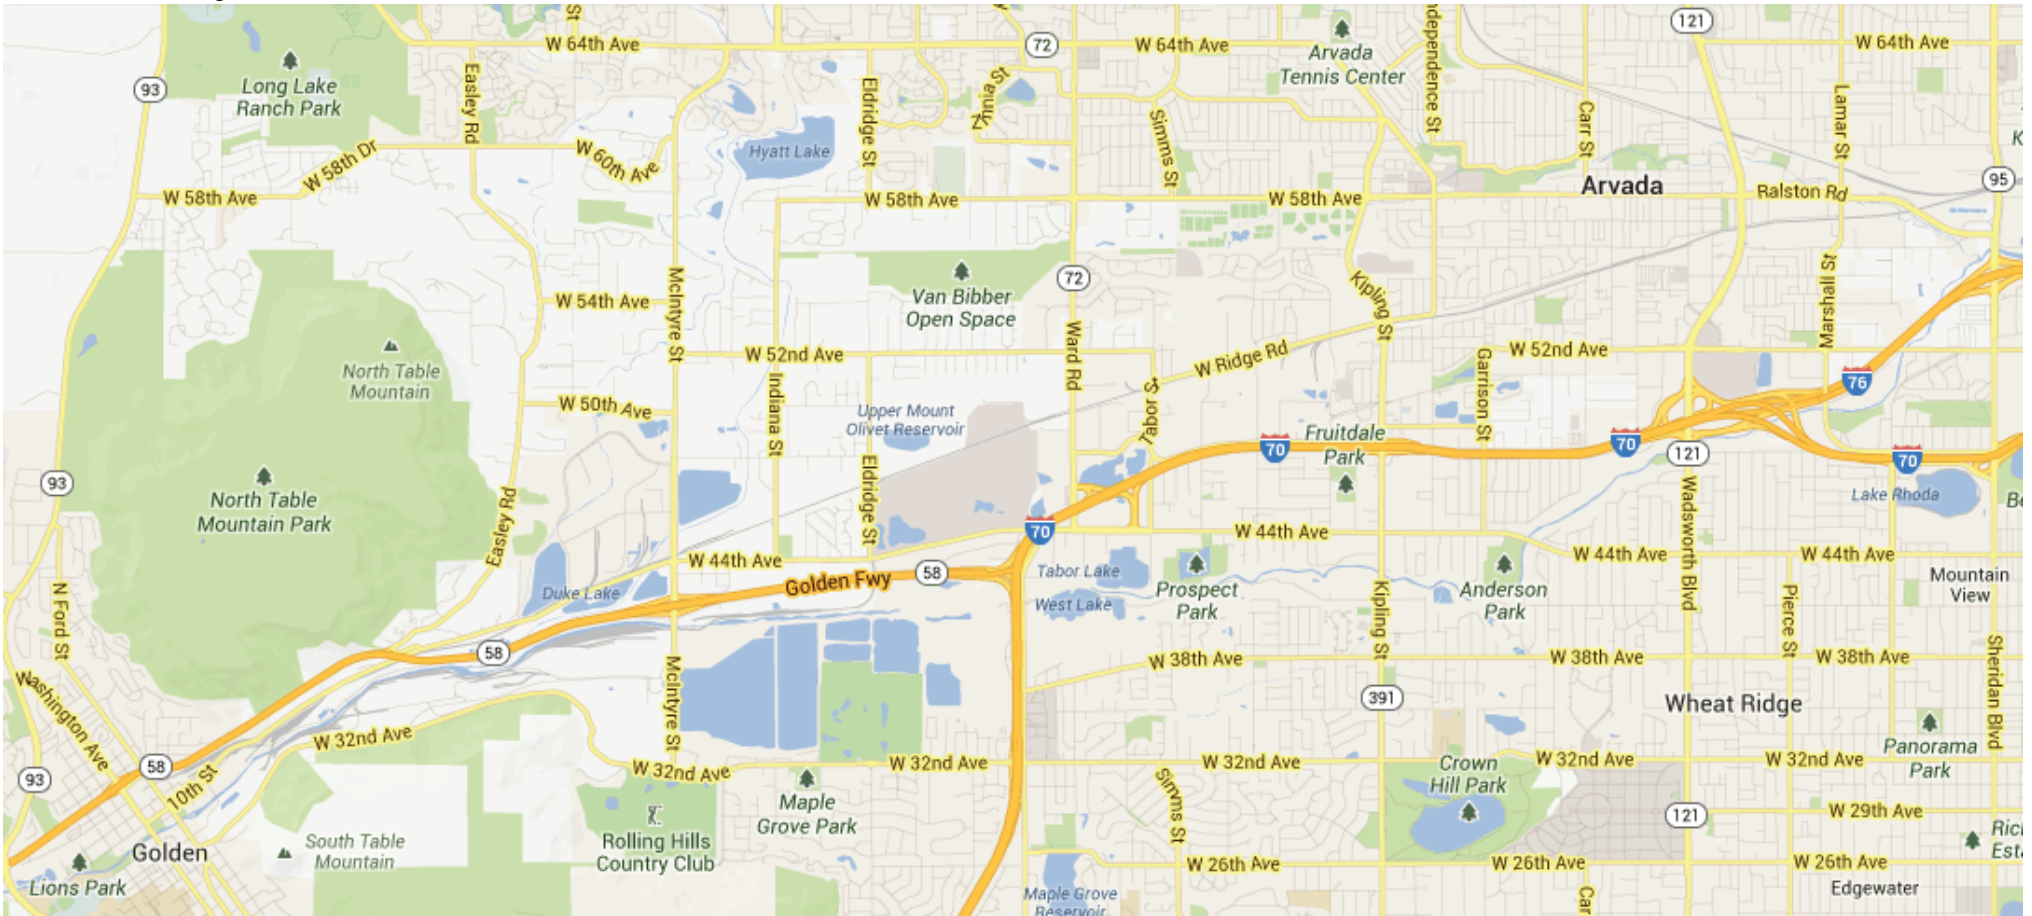 St
W 64th Ave
72
W 64th Ave
Arvada
Tennis Center
121
W 64th Ave
93
Long Lake
Ranch Park
Easley Rd
Eldridge St
Simms St
Carr St
Lamar St
Hyatt Lake
W 58th Dr
W 60th Ave
W 58th Ave
W 58th Ave
W 58th Ave
Arvada
Ralston Rd
95
McIntyre St
W 54th Ave
Van Bibber
Open Space
72
Kipling St
Marshall St
North Table
Mountain
W 52nd Ave
Ward Rd
W Ridge Rd
W 52nd Ave
Garrison St
76
W 50th Ave
Indiana St
Upper Mount
Olivet Reservoir
Tabor St
70
Fruitdale
Park
70
121
70
93
North Table
Mountain Park
Easley Rd
Eldridge St
Lake Rhoda
Wadsworth Blvd
70
W 44th Ave
W 44th Ave
W 44th Ave
W 44th Ave
Golden Fwy
58
Duke Lake
Tabor Lake
West Lake
Prospect
Park
Kipling St
Anderson
Park
Pierce St
Mountain
View
N Ford St
58
McIntyre St
W 38th Ave
W 38th Ave
W 38th Ave
Sheridan Blvd
Washington Ave
391
Wheat Ridge
W 32nd Ave
Panorama
Park
58
93
10th St
W 32nd Ave
W 32nd Ave
W 32nd Ave
Crown
Hill Park
W 32nd Ave
W 32nd Ave
Simms St
Maple
Grove Park
121
W 29th Ave
Rolling Hills
Country Club
South Table
Mountain
Golden
Lions Park
W 26th Ave
W 26th Ave
W 26th Ave
Maple Grove
Reservoir
Edgewater